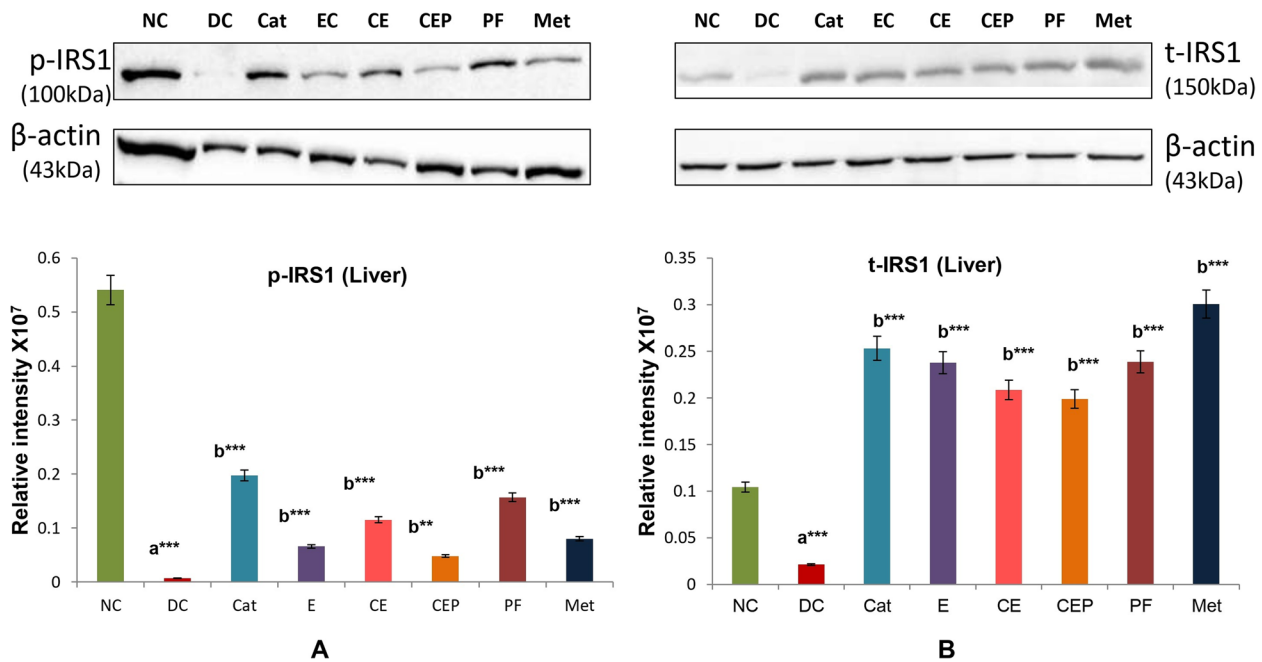 NC DC Cat EC CE CEP PF Met
p-IRS1
(100kDa)
β-actin
(43kDa)
NC DC Cat EC CE CEP PF Met
t-IRS1
(150kDa)
β-actin
(43kDa)
p-IRS1 (Liver)
Relative intensity X10⁷
0.6
0.5
0.4
0.3
0.2
0.1
0
a***
b***
b***
b***
b**
b***
b***
NC DC Cat E CE CEP PF Met
A
t-IRS1 (Liver)
Relative intensity X10⁷
0.35
0.3
0.25
0.2
0.15
0.1
0.05
0
a***
b***
b***
b***
b***
b***
b***
NC DC Cat E CE CEP PF Met
B